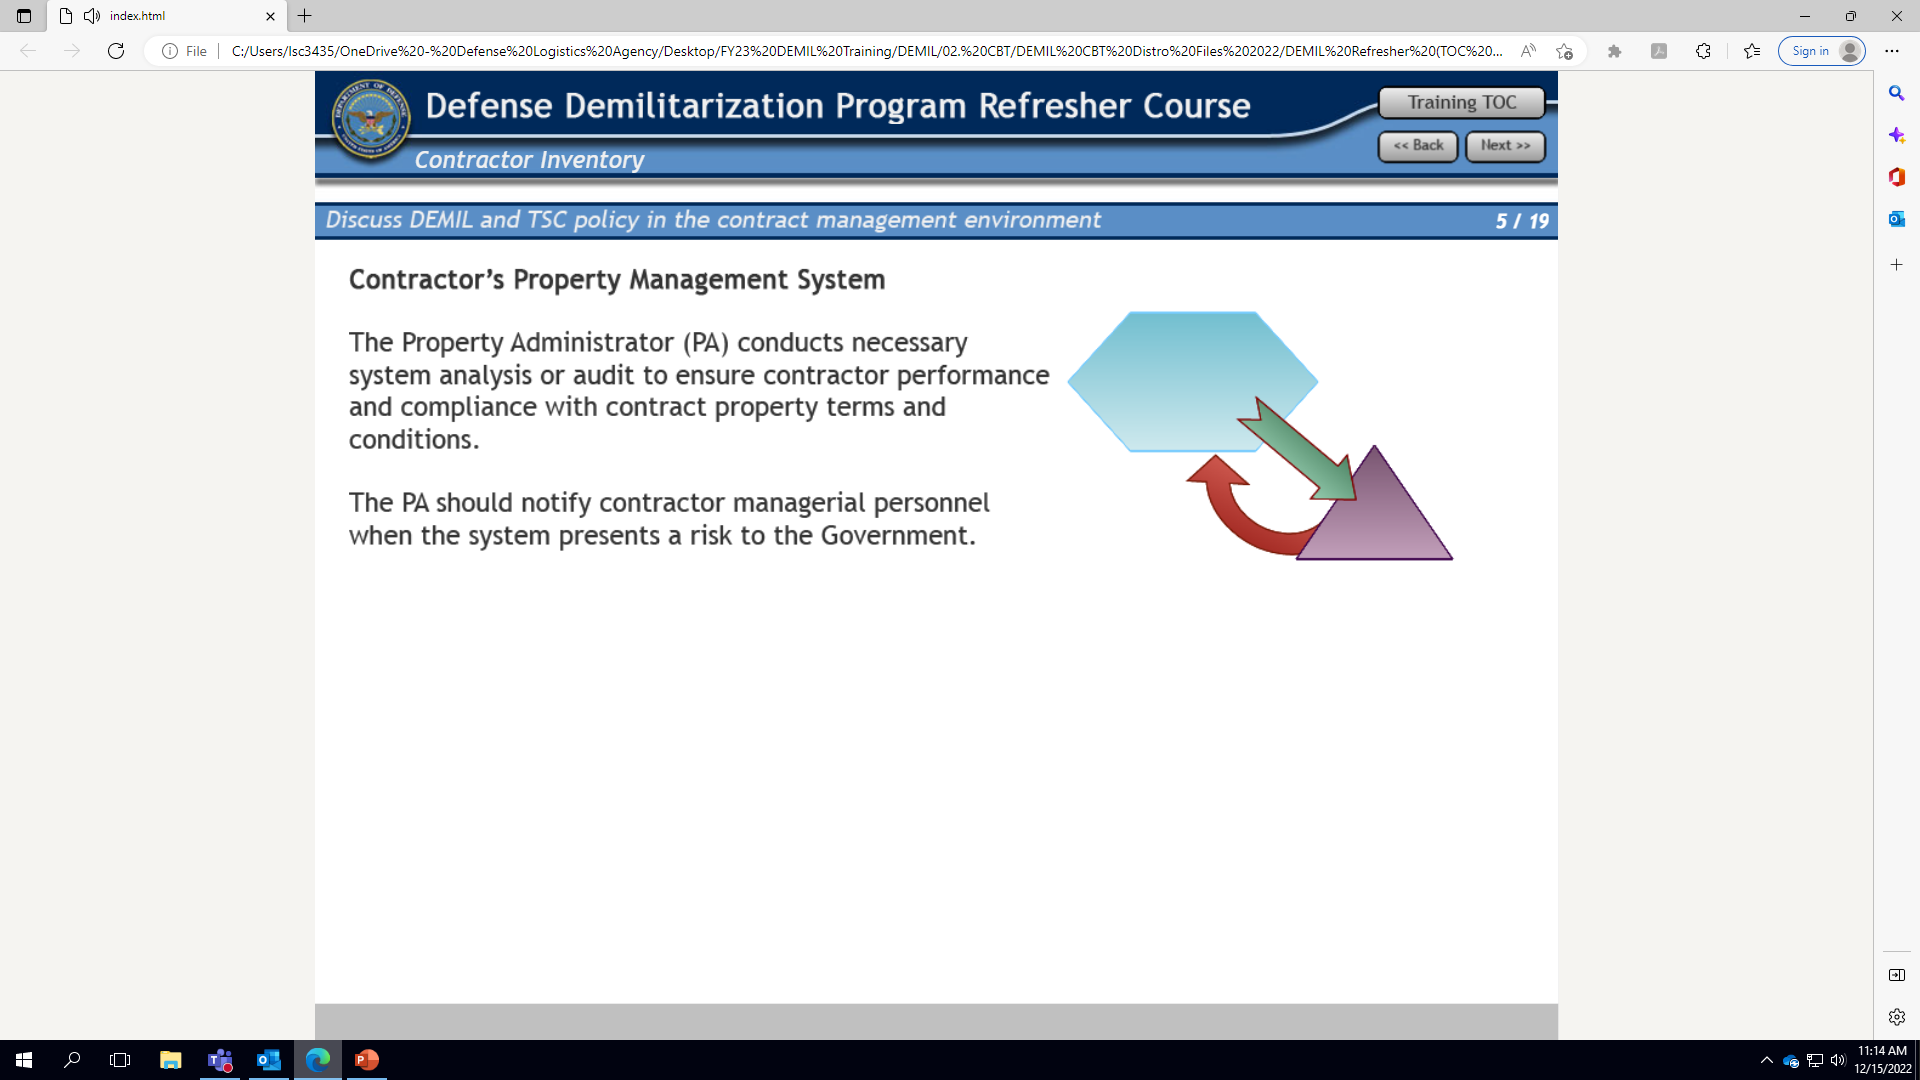 index.html
File
C:/Users/lsc3435/OneDrive%20-%20Defense%20Logistics%20Agency/Desktop/FY23%20DEMIL%20Training/DEMIL/02.%20CBT/DEMIL%20CBT%20Distro%20Files%202022/DEMIL%20Refresher%20(TOC%20...
Sign in
Defense Demilitarization Program Refresher Course
Training TOC
Contractor Inventory
<< Back
Next >>
Discuss DEMIL and TSC policy in the contract management environment
5 / 19
Contractor's Property Management System
The Property Administrator (PA) conducts necessary
system analysis or audit to ensure contractor performance
and compliance with contract property terms and
conditions.
The PA should notify contractor managerial personnel
when the system presents a risk to the Government.
11:14 AM
12/15/2022